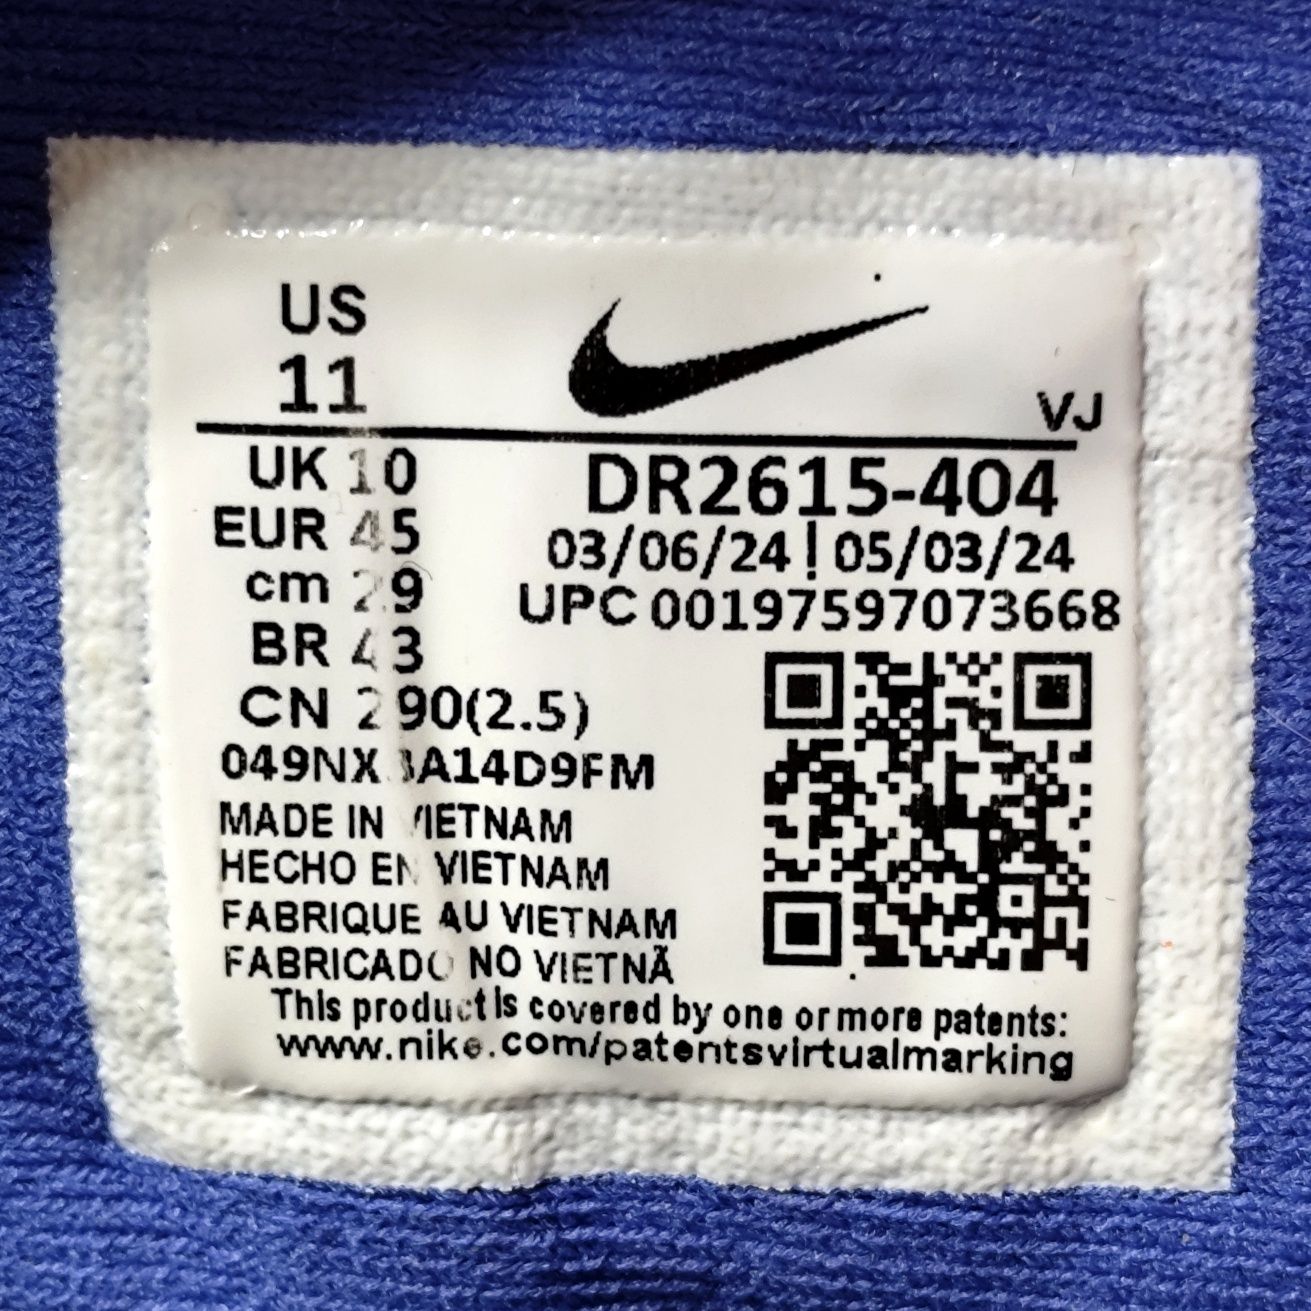 US
11
VJ
UK 10
EUR 45
cm 29
BR 43
CN 290(2.5)
DR2615-404
03/06/24 | 05/03/24
UPC 00197597073668
MADE IN VIETNAM
HECHO EN VIETNAM
FABRIQUE AU VIETNAM
FABRICADO NO VIETNÃ
This product is covered by one or more patents:
www.nike.com/patentsvirtualmarking